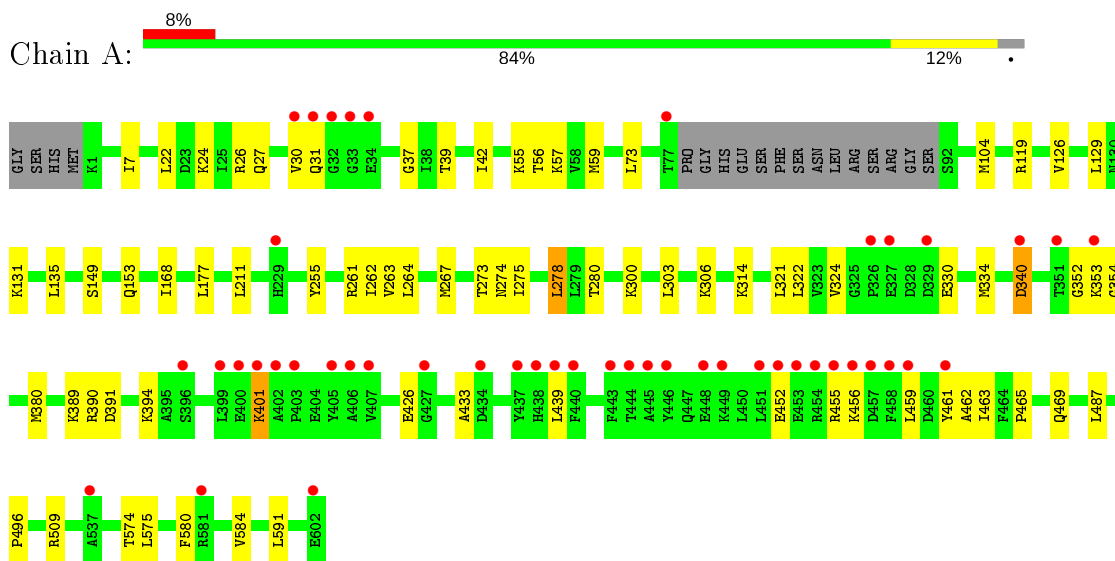 8%
Chain A:
84% 12% •
GLY SER HIS MET K1 I7 L22 D23 K24 I25 R26 Q27 V30 Q31 G32 G33 E34 G37 I38 T39 I42 K55 T56 K57 V58 M59 L73 T77 PRO GLY HIS GLU SER PHE SER ASN LEU ARG SER ARG GLY SER S92 M104 R119 V126 L129 N130
K131 L135 S149 Q153 I168 L177 L211 H229 Y255 R261 I262 V263 L264 M267 T273 N274 I275 L278 L279 T280 K300 L303 K306 K314 L321 L322 V323 V324 G325 P326 E327 D328 D329 E330 M334 D340 T351 G352 K353
M380 K389 R390 D391 K394 A395 S396 L399 E400 K401 A402 P403 E404 Y405 A406 V407 E426 G427 A433 D434 Y437 H438 L439 F440 F443 T444 A445 Y446 Q447 E448 K449 L450 L451 E452 E453 R454 R455 K456 D457 F458 L459 D460 Y461 A462 I463 F464 P465 Q469 L487
P496 R509 A537 T574 L575 F580 R581 V584 L591 E602